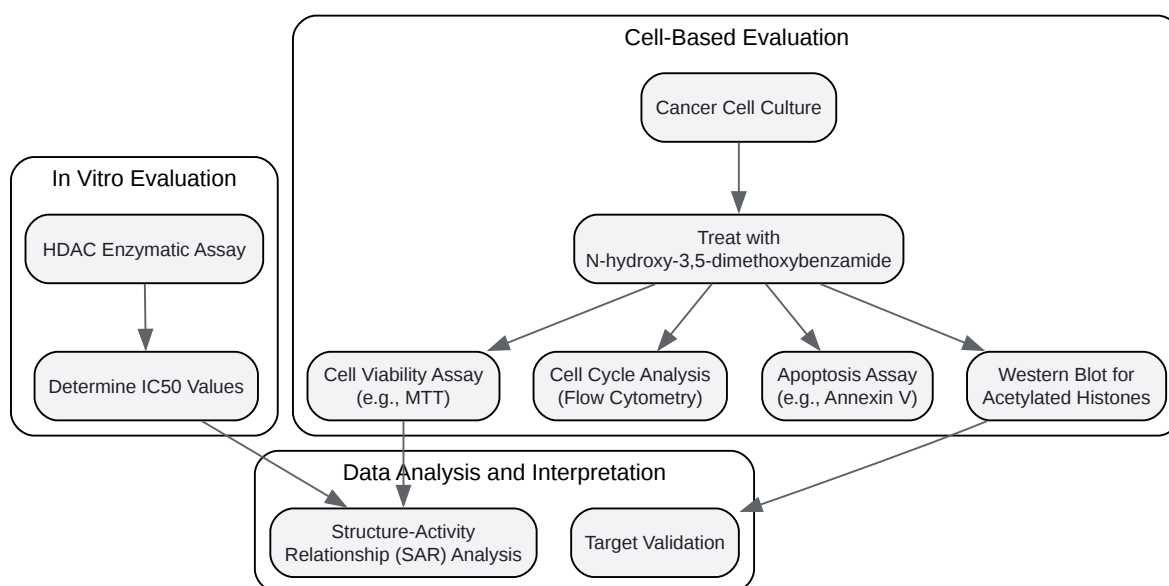 Cell-Based Evaluation
Cancer Cell Culture
In Vitro Evaluation
HDAC Enzymatic Assay
Treat with
N-hydroxy-3,5-dimethoxybenzamide
Determine IC50 Values
Cell Viability Assay
(e.g., MTT)
Cell Cycle Analysis
(Flow Cytometry)
Apoptosis Assay
(e.g., Annexin V)
Western Blot for
Acetylated Histones
Data Analysis and Interpretation
Structure-Activity
Relationship (SAR) Analysis
Target Validation